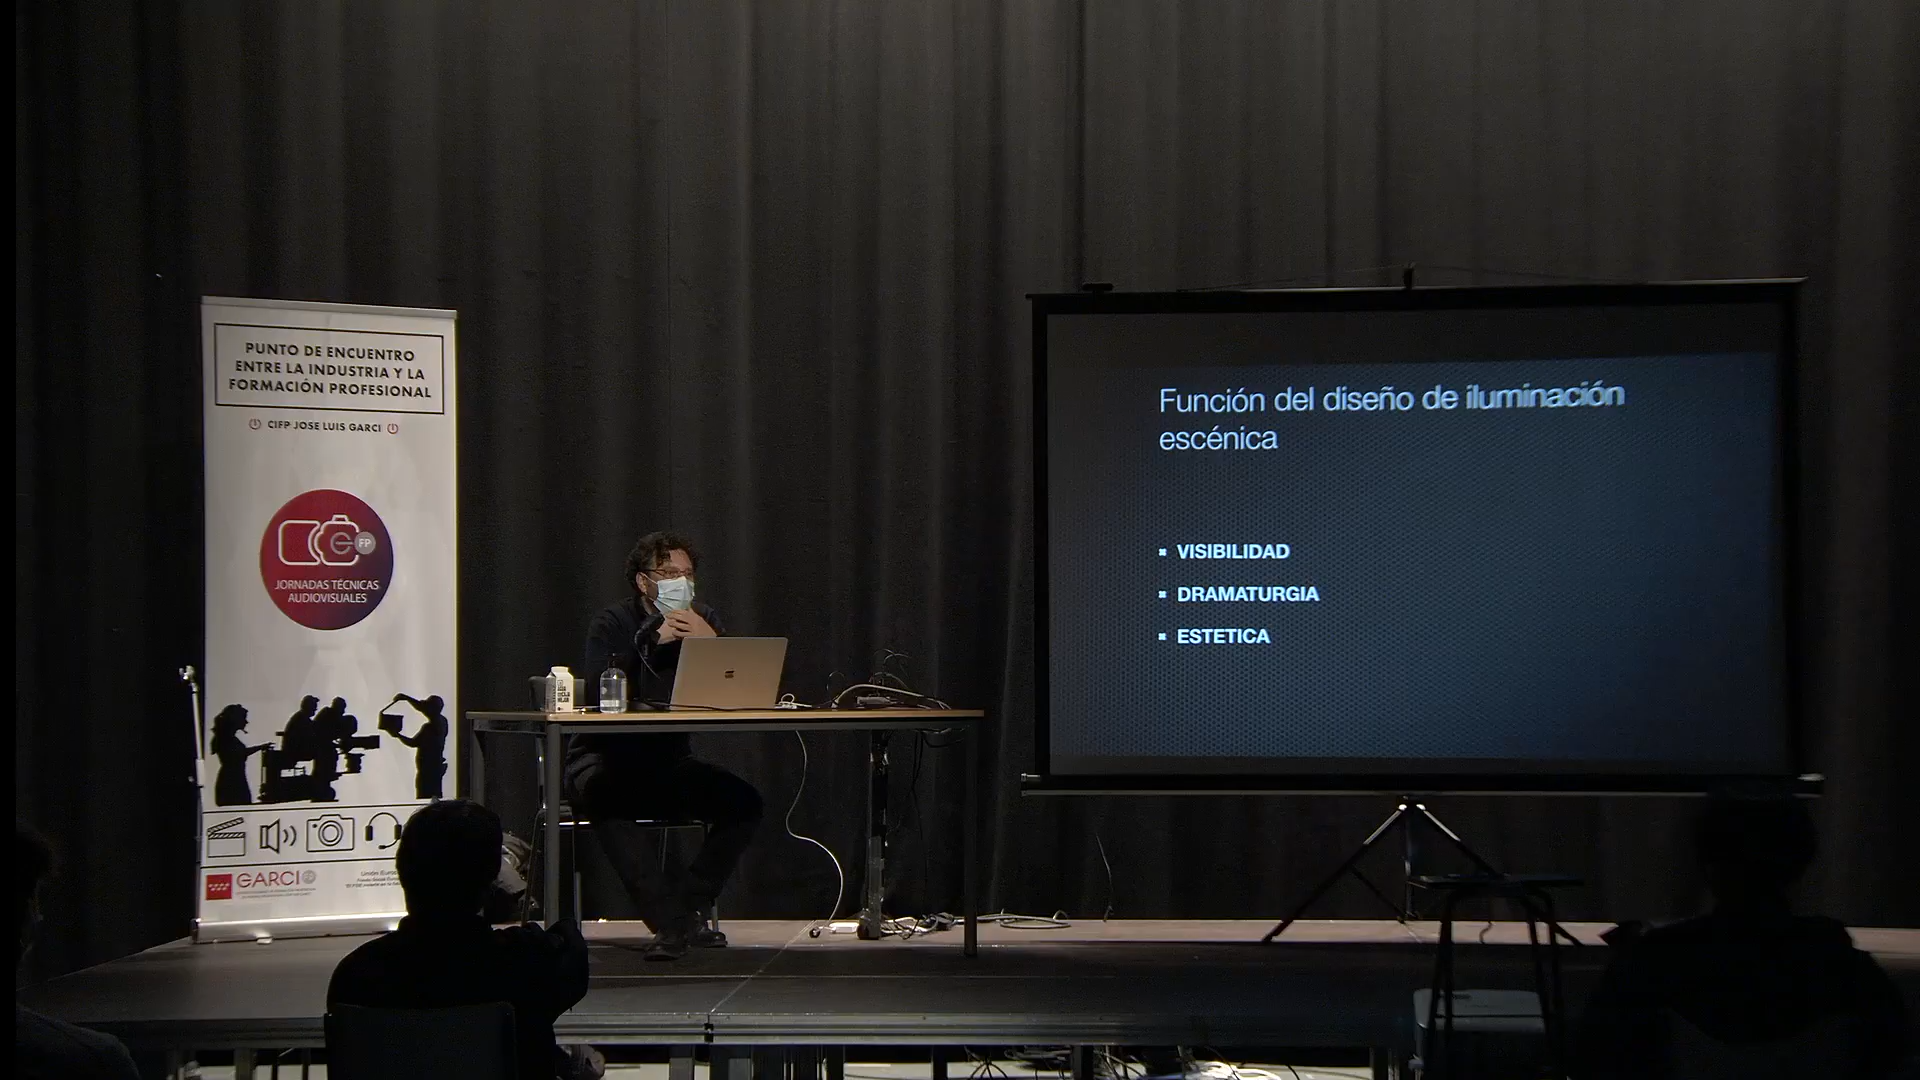 PUNTO DE ENCUENTRO
ENTRE LA INDUSTRIA Y LA
FORMACIÓN PROFESIONAL
CIFP JOSE LUIS GARCI
FP
JORNADAS TÉCNICAS
AUDIOVISUALES
GARCI
Función del diseño de iluminación
escénica
▪ VISIBILIDAD
▪ DRAMATURGIA
▪ ESTETICA